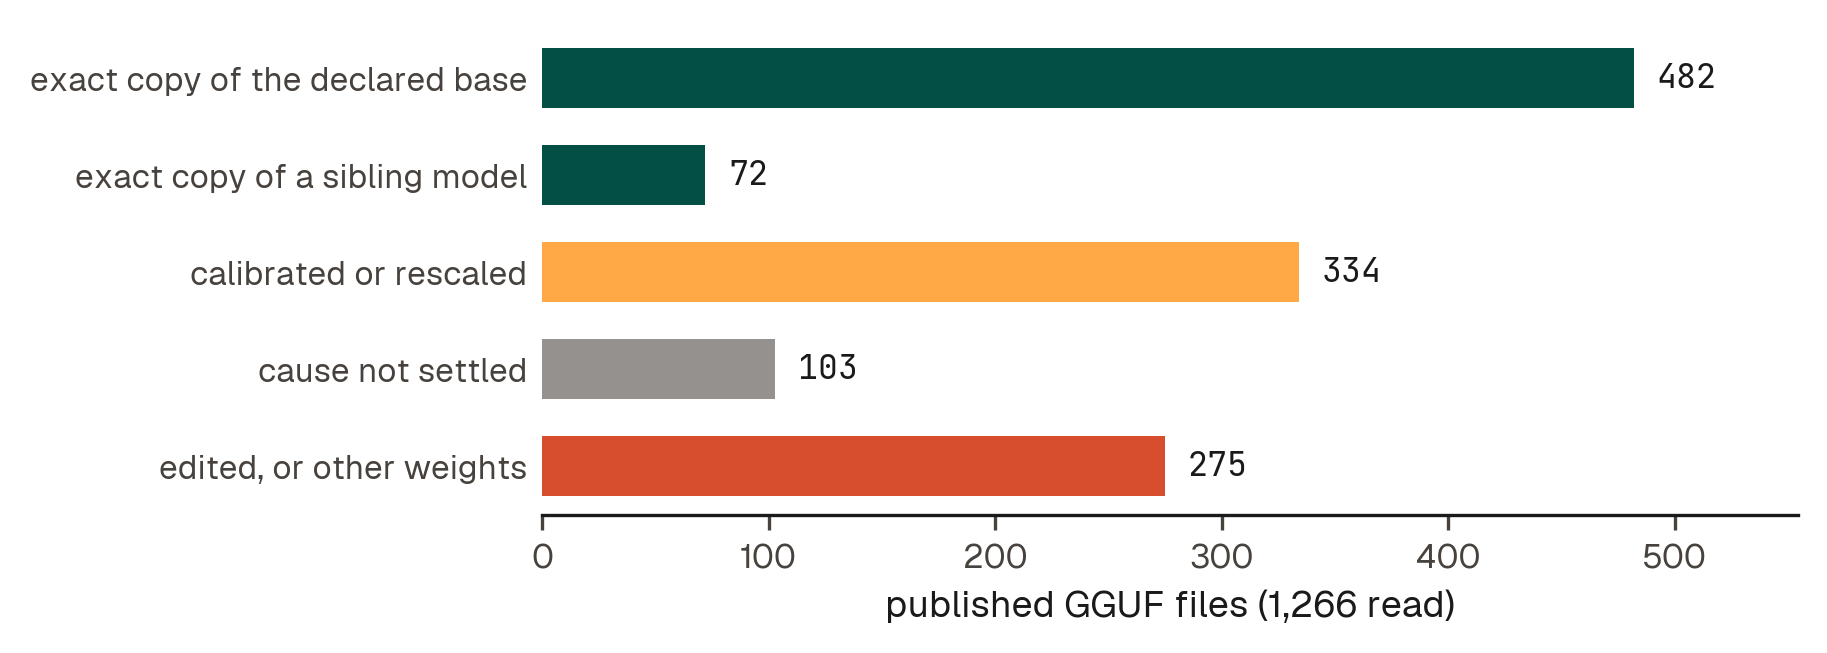 exact copy of the declared base 482
exact copy of a sibling model 72
calibrated or rescaled 334
cause not settled 103
edited, or other weights 275
0 100 200 300 400 500
published GGUF files (1,266 read)